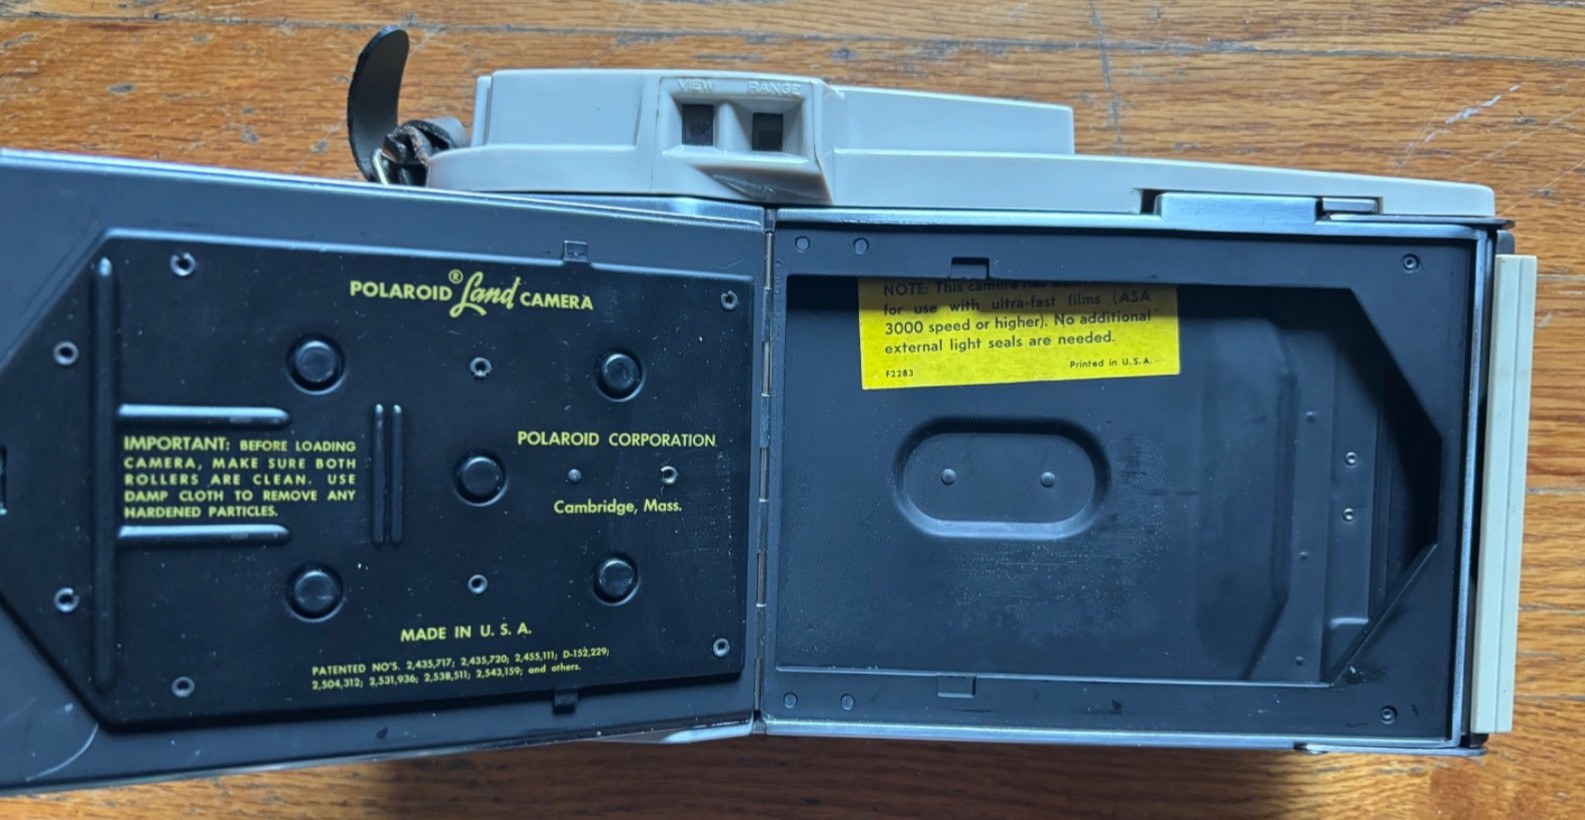 VIEW RANGE
POLAROID® Land CAMERA
IMPORTANT: BEFORE LOADING
CAMERA, MAKE SURE BOTH
ROLLERS ARE CLEAN. USE
DAMP CLOTH TO REMOVE ANY
HARDENED PARTICLES.
POLAROID CORPORATION
Cambridge, Mass.
MADE IN U. S. A.
PATENTED NO'S. 2,435,717; 2,435,720; 2,455,111; D-152,229;
2,504,312; 2,531,936; 2,538,511; 2,543,159; and others.
NOTE: This camera has
for use with ultra-fast films (ASA
3000 speed or higher). No additional
external light seals are needed.
Printed in U.S.A.
F2283